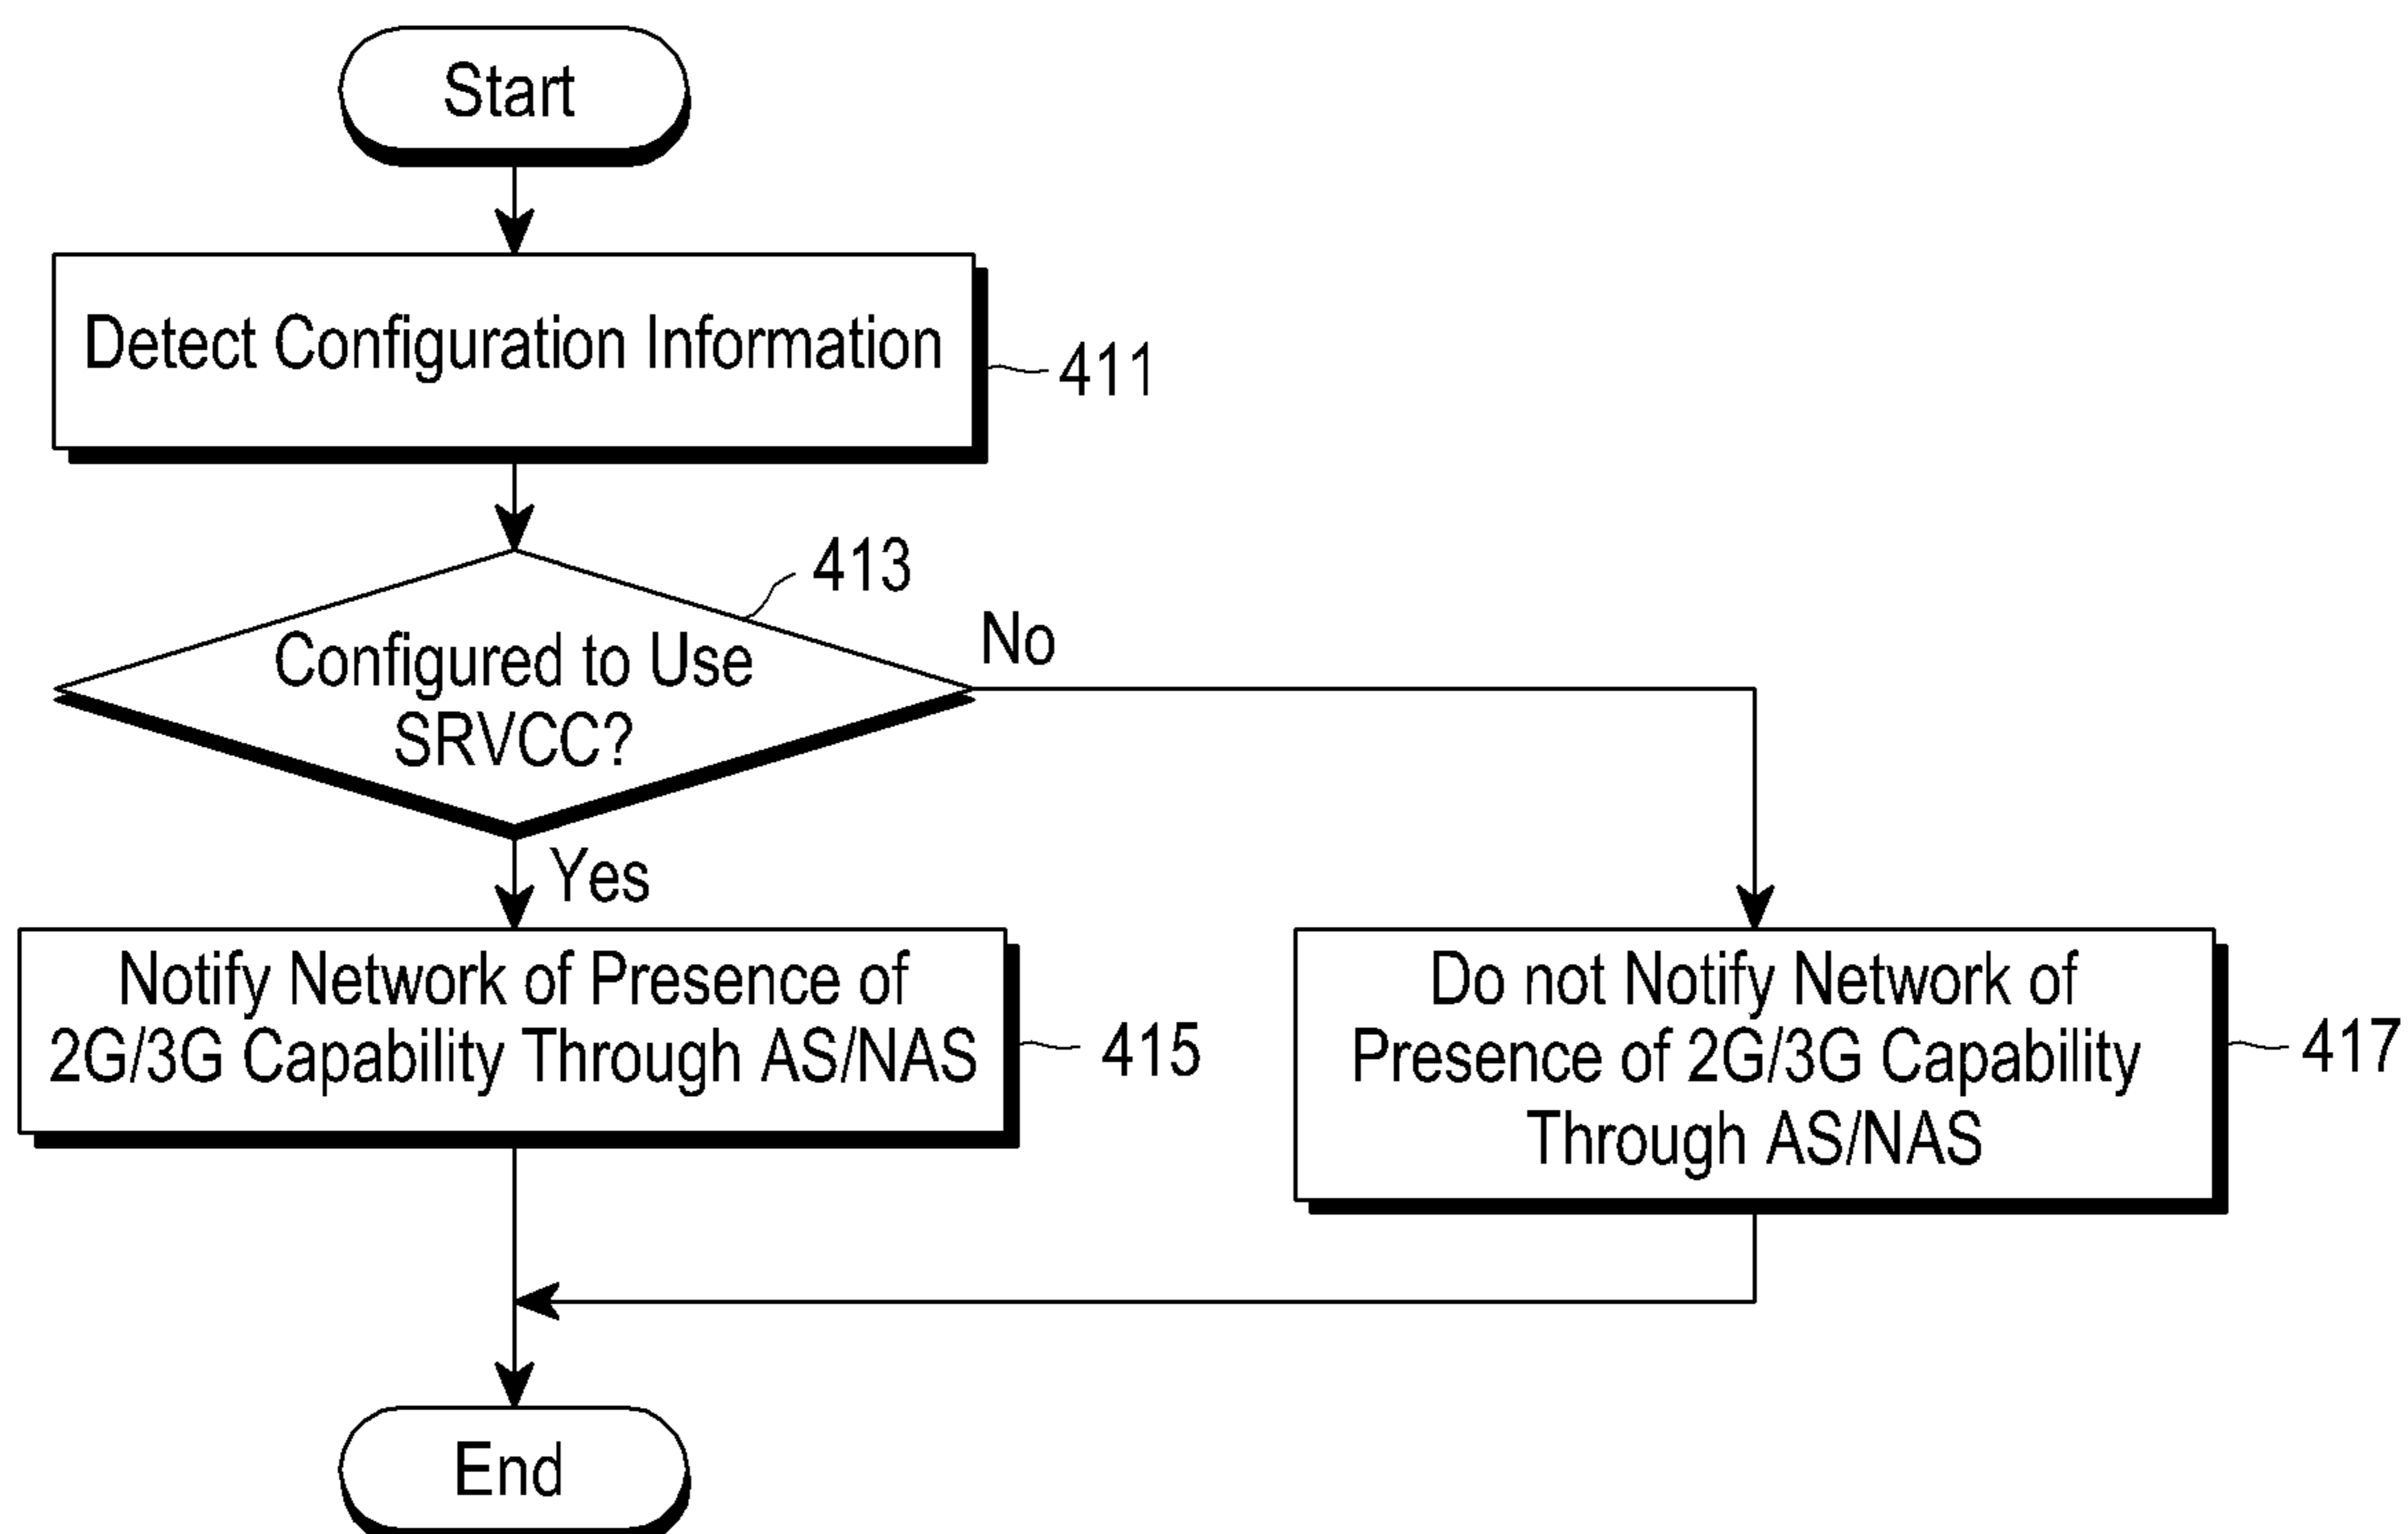 Start
Detect Configuration Information
411
413
Configured to Use
SRVCC?
No
Yes
Notify Network of Presence of
2G/3G Capability Through AS/NAS
415
Do not Notify Network of
Presence of 2G/3G Capability
Through AS/NAS
417
End